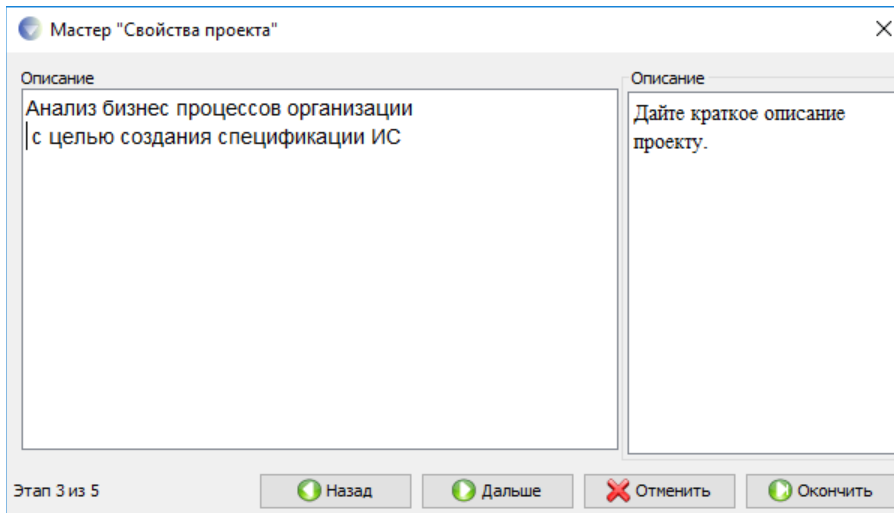 Мастер "Свойства проекта"
Описание
Анализ бизнес процессов организации
с целью создания спецификации ИС
Описание
Дайте краткое описание
проекту.
Этап 3 из 5
Назад
Дальше
Отменить
Окончить